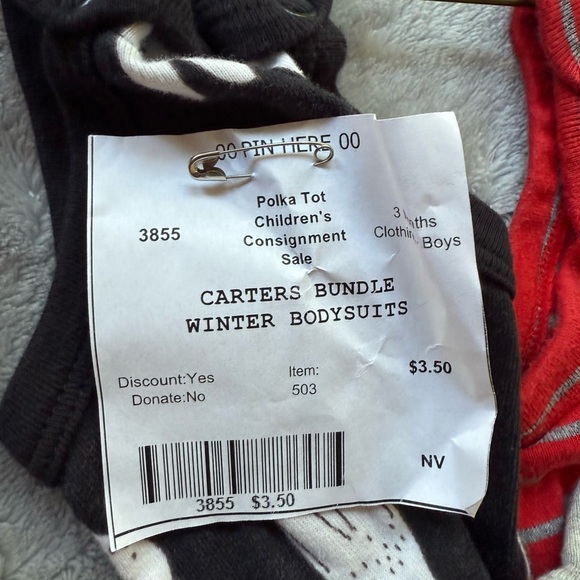 00 PIN HERE 00
Polka Tot
Children's
Consignment
Sale
3855
3
Clothing Boys
CARTERS BUNDLE
WINTER BODYSUITS
Discount:Yes
Donate:No
Item:
503
$3.50
3855 $3.50
NV